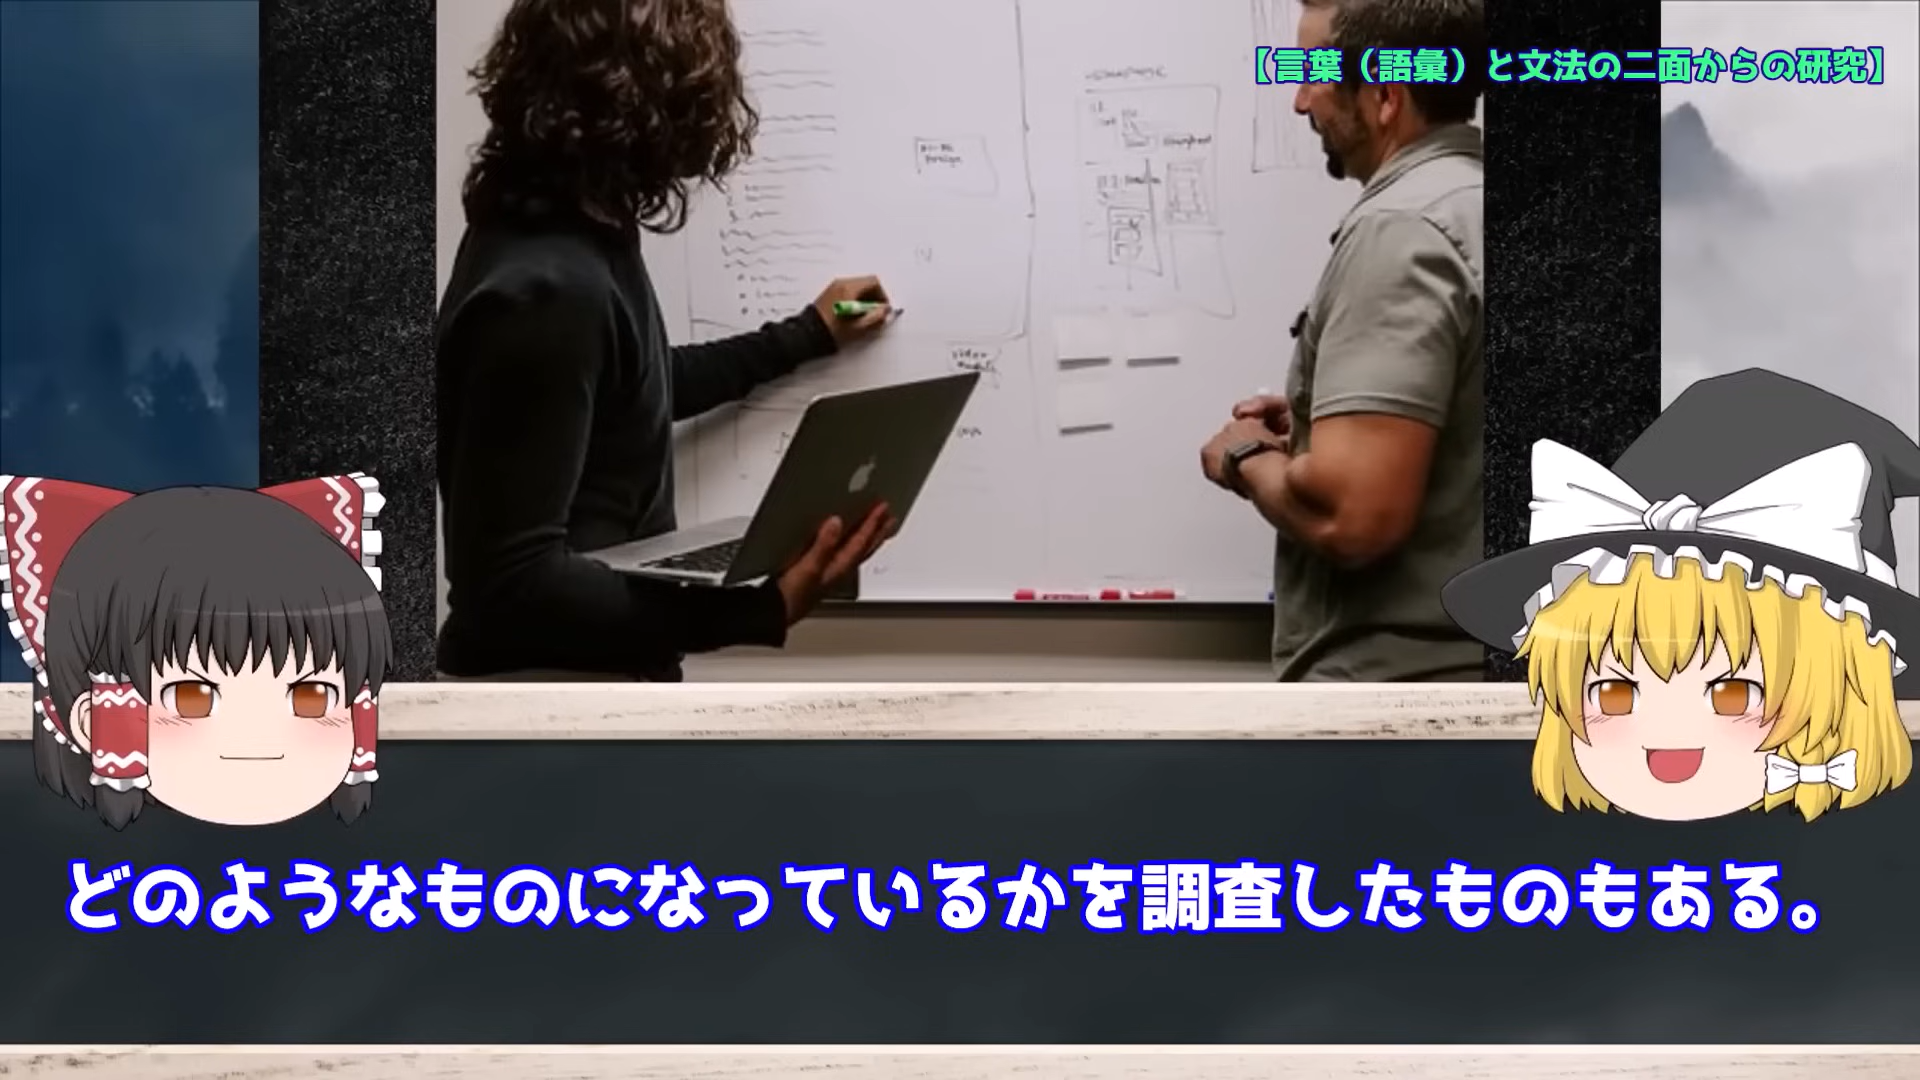 【言葉（語彙）と文法の二面からの研究】
どのようなものになっているかを調査したものもある。